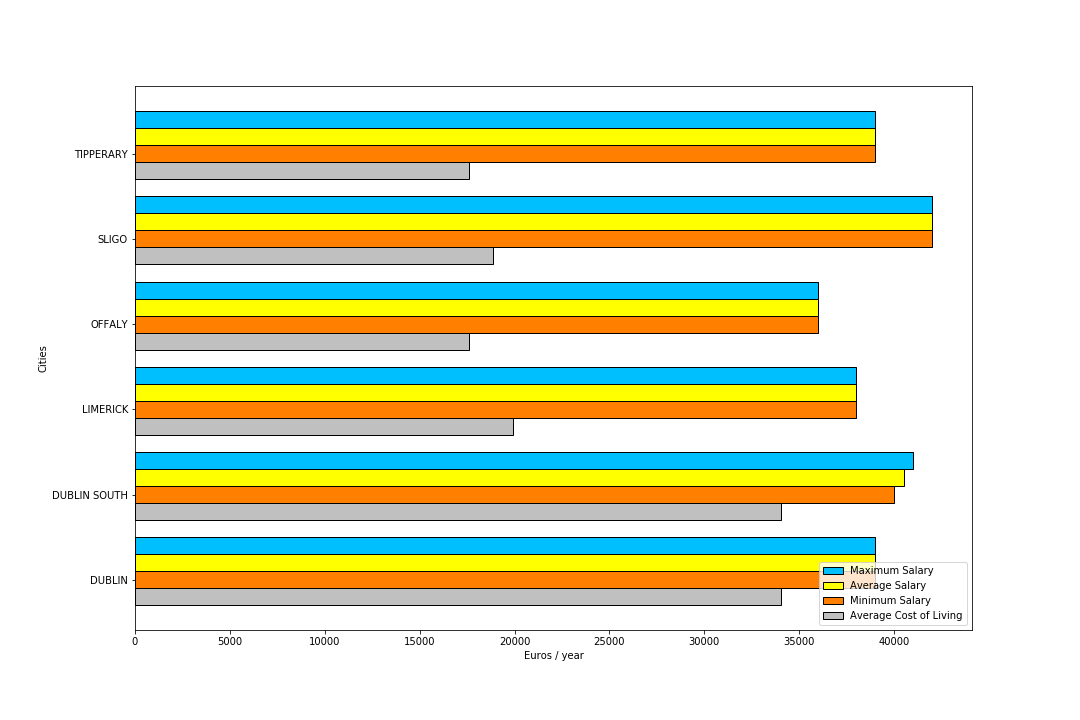 TIPPERARY
SLIGO
OFFALY
Cities
LIMERICK
DUBLIN SOUTH
DUBLIN
Maximum Salary
Average Salary
Minimum Salary
Average Cost of Living
0 5000 10000 15000 20000 25000 30000 35000 40000
Euros / year